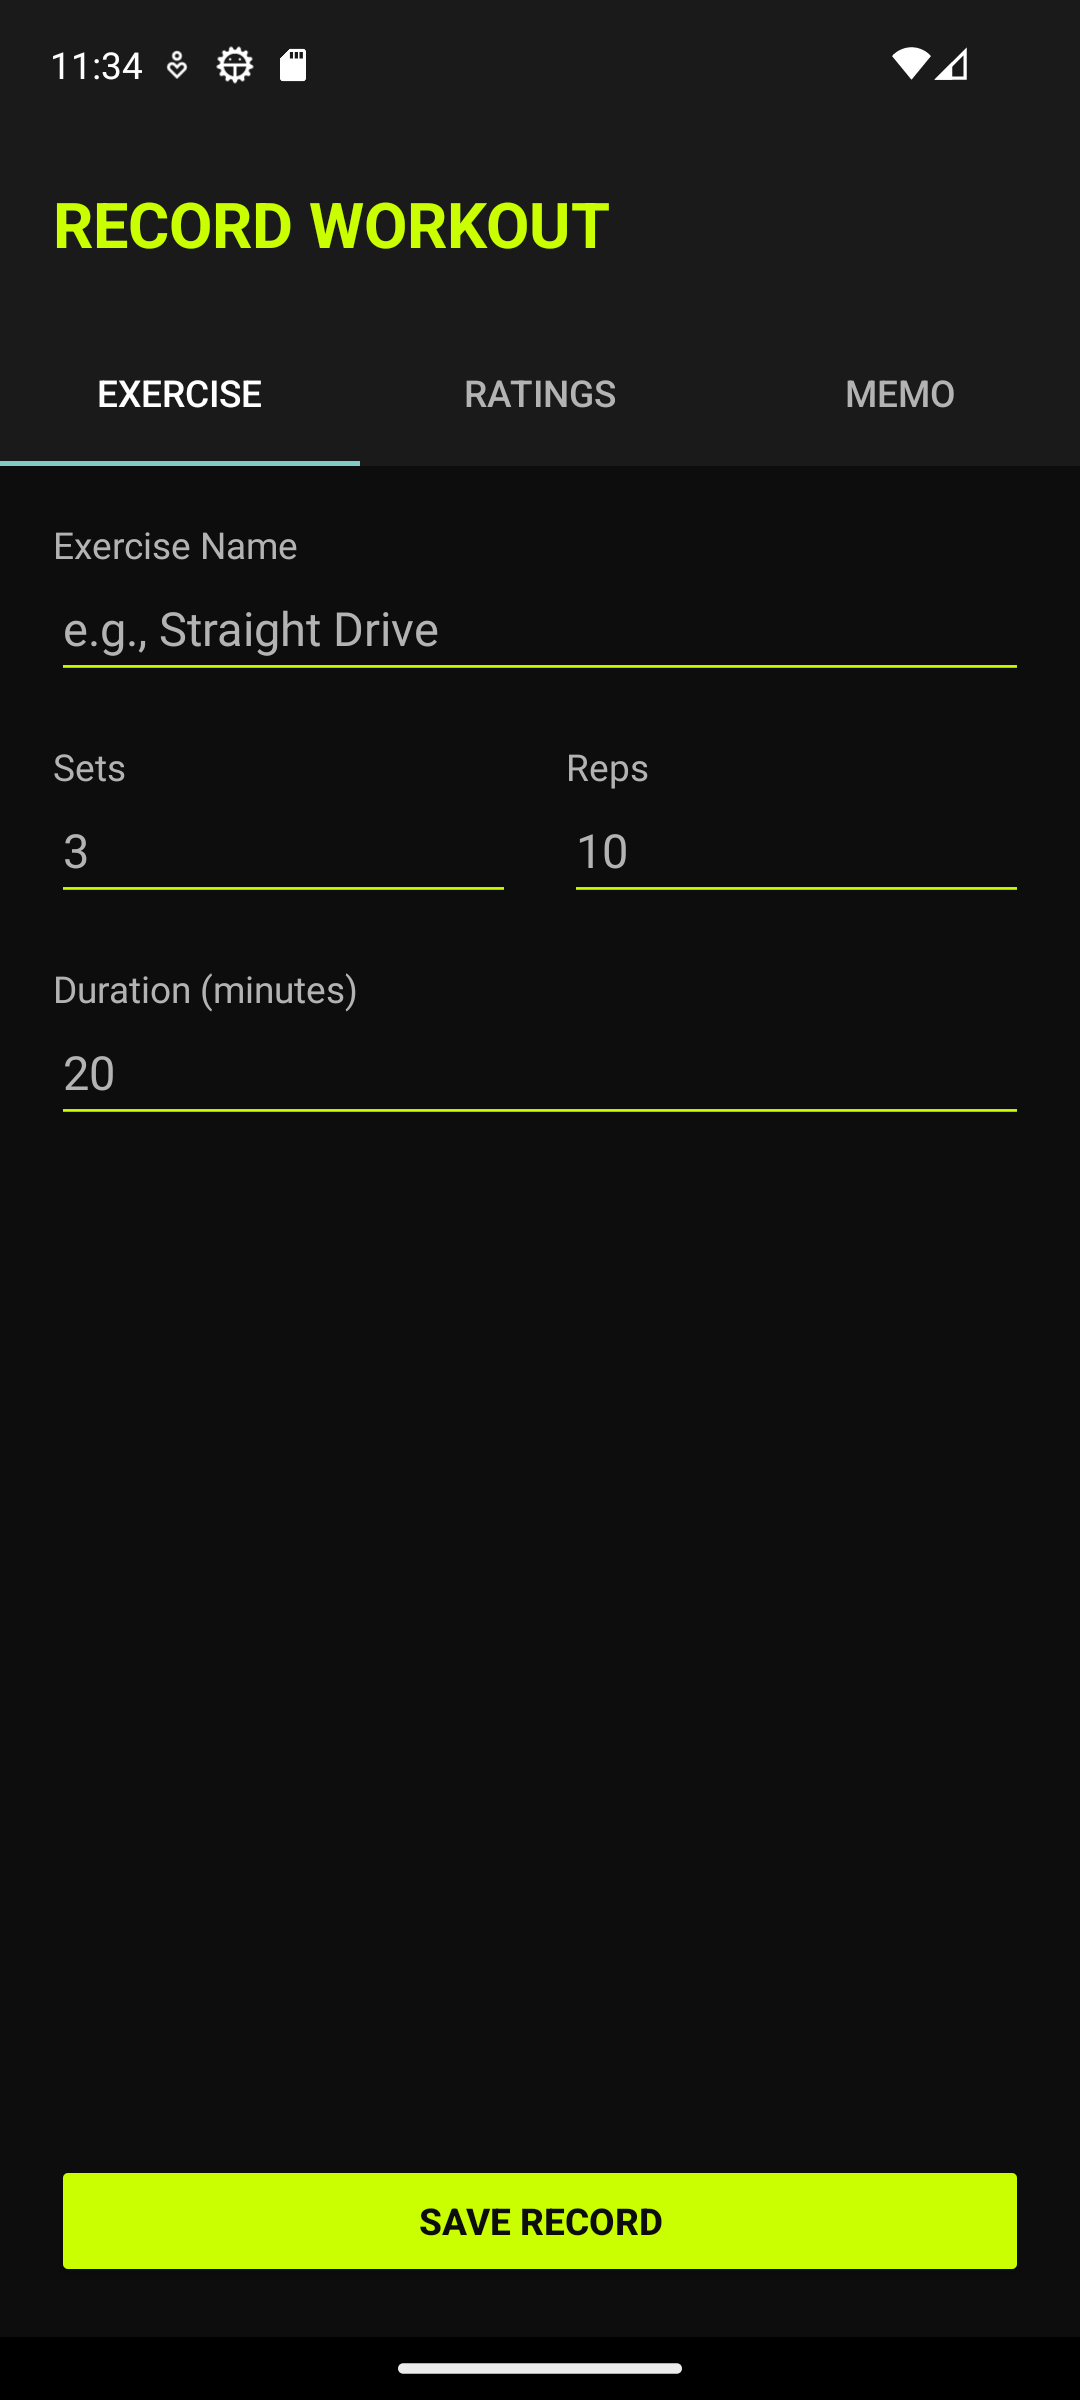 11:34
RECORD WORKOUT
EXERCISE RATINGS MEMO
Exercise Name
e.g., Straight Drive
Sets Reps
3 10
Duration (minutes)
20
SAVE RECORD